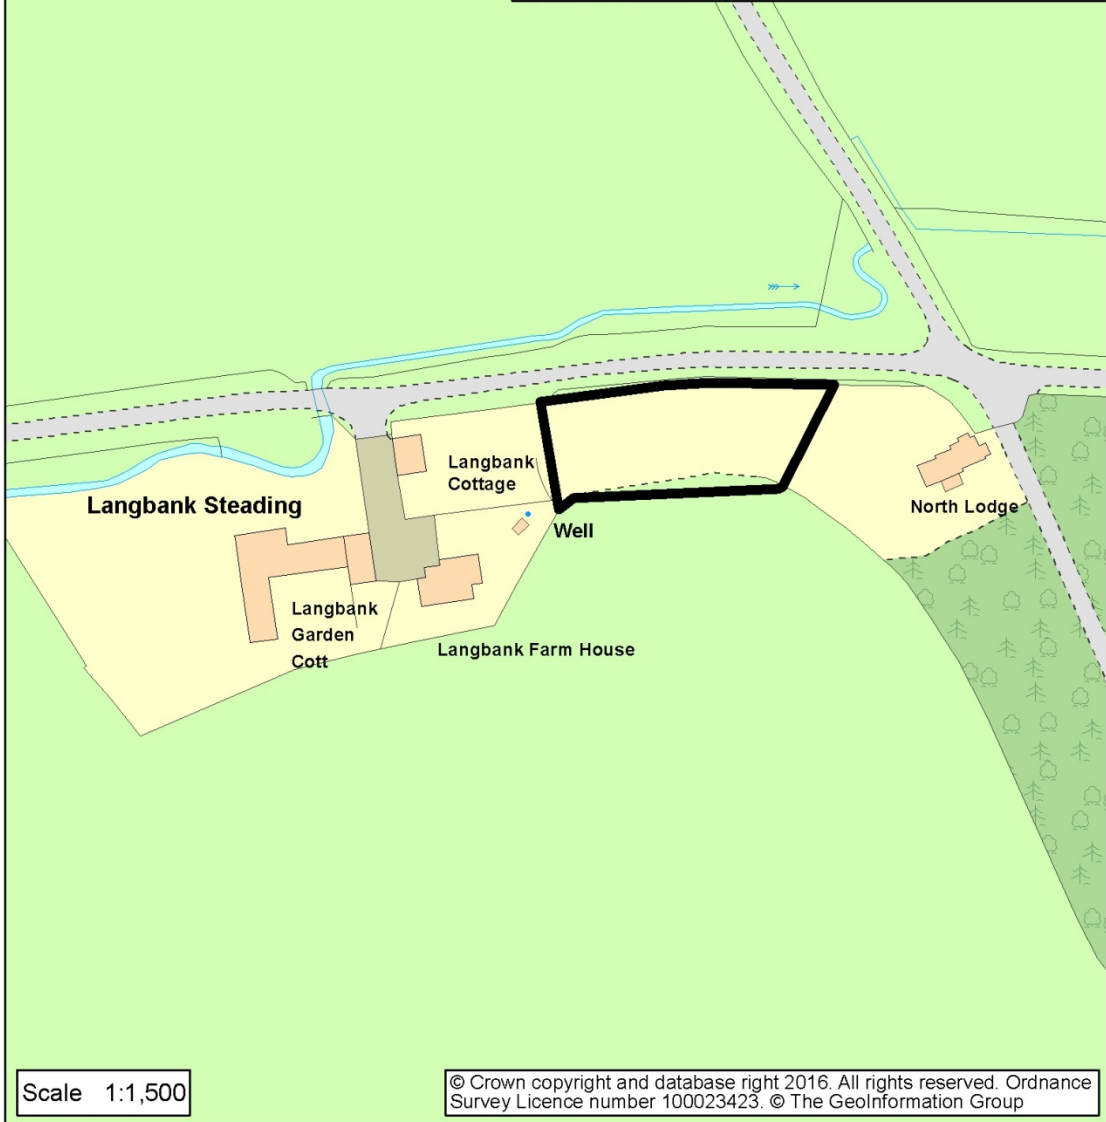 Langbank
Cottage
Langbank Steading
North Lodge
Well
Langbank
Garden
Cott
Langbank Farm House
Scale 1:1,500
© Crown copyright and database right 2016. All rights reserved. Ordnance
Survey Licence number 100023423. © The GeoInformation Group